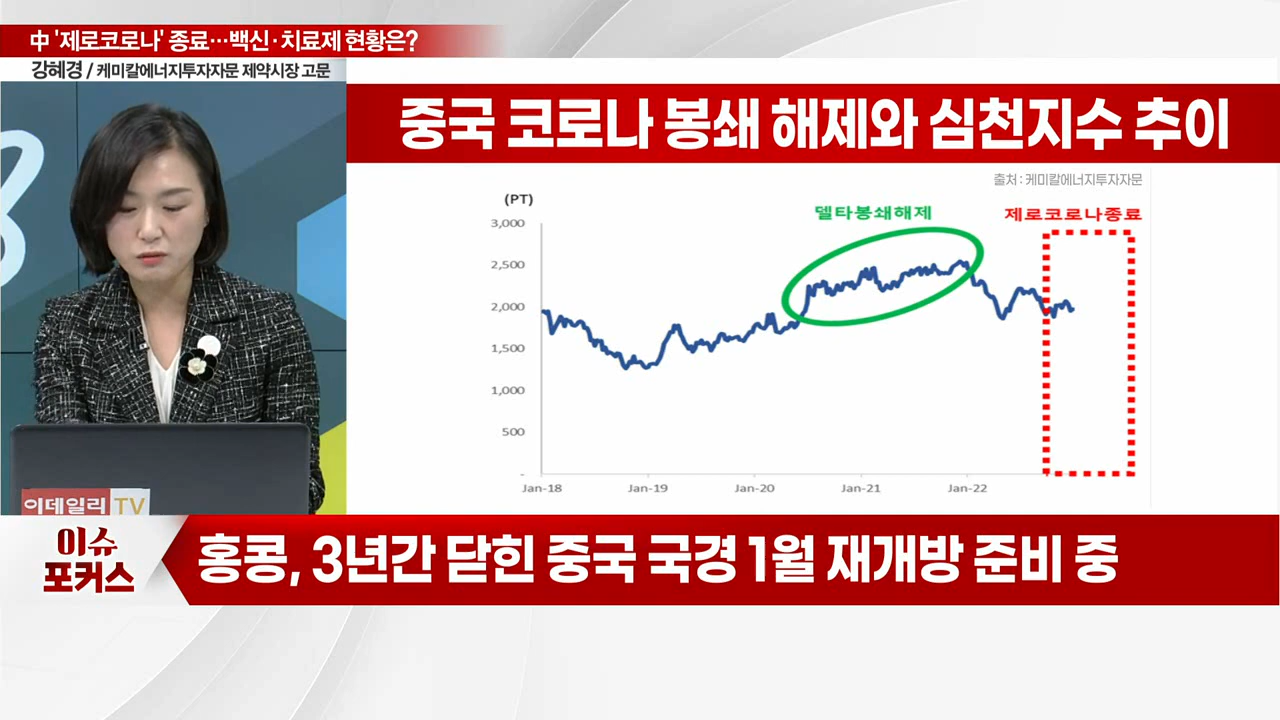 中 '제로코로나' 종료…백신·치료제 현황은?
강혜경 / 케미칼에너지투자자문 제약시장 고문
중국 코로나 봉쇄 해제와 심천지수 추이
출처 : 케미칼에너지투자자문
(PT)
델타봉쇄해제
제로코로나종료
3,000
2,500
2,000
1,500
1,000
500
-
Jan-18 Jan-19 Jan-20 Jan-21 Jan-22
이데일리 TV
이슈
포커스
홍콩, 3년간 닫힌 중국 국경 1월 재개방 준비 중